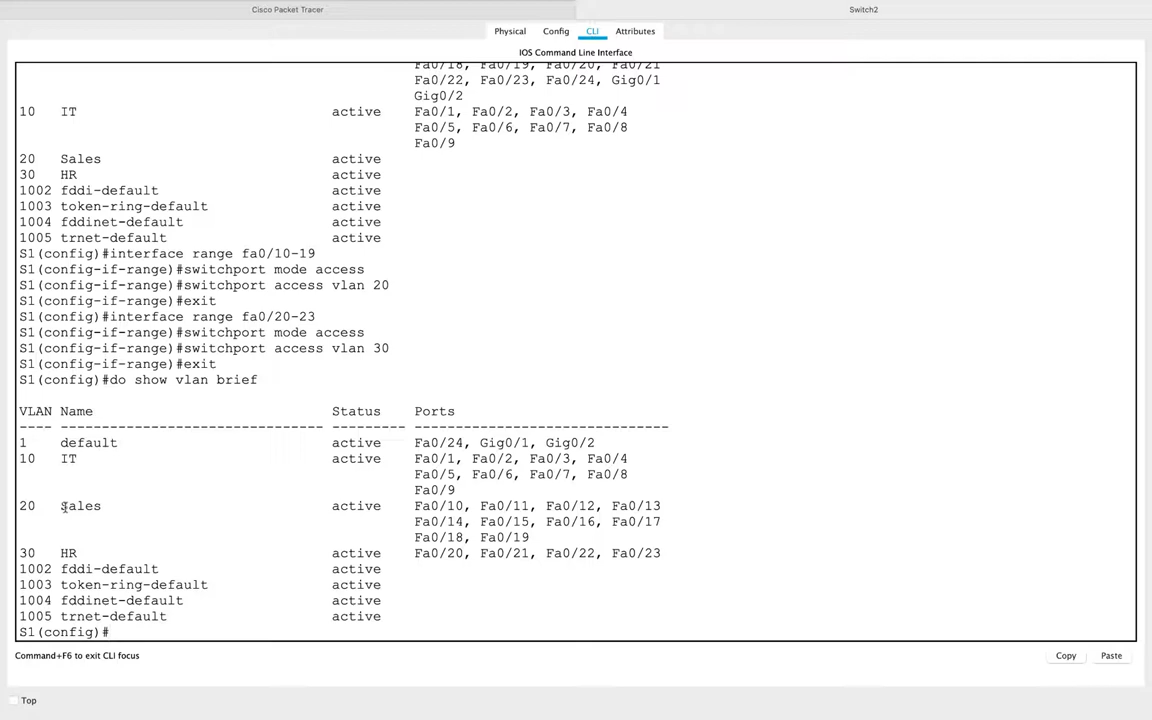 Cisco Packet Tracer
Switch2
Physical Config CLI Attributes
IOS Command Line Interface
Fa0/18, Fa0/19, Fa0/20, Fa0/21
Fa0/22, Fa0/23, Fa0/24, Gig0/1
Gig0/2
10 IT active Fa0/1, Fa0/2, Fa0/3, Fa0/4
Fa0/5, Fa0/6, Fa0/7, Fa0/8
Fa0/9
20 Sales active
30 HR active
1002 fddi-default active
1003 token-ring-default active
1004 fddinet-default active
1005 trnet-default active
S1(config)#interface range fa0/10-19
S1(config-if-range)#switchport mode access
S1(config-if-range)#switchport access vlan 20
S1(config-if-range)#exit
S1(config)#interface range fa0/20-23
S1(config-if-range)#switchport mode access
S1(config-if-range)#switchport access vlan 30
S1(config-if-range)#exit
S1(config)#do show vlan brief
VLAN Name Status Ports
---- -------------------------------- --------- -------------------------------
1 default active Fa0/24, Gig0/1, Gig0/2
10 IT active Fa0/1, Fa0/2, Fa0/3, Fa0/4
Fa0/5, Fa0/6, Fa0/7, Fa0/8
Fa0/9
20 Sales active Fa0/10, Fa0/11, Fa0/12, Fa0/13
Fa0/14, Fa0/15, Fa0/16, Fa0/17
Fa0/18, Fa0/19
30 HR active Fa0/20, Fa0/21, Fa0/22, Fa0/23
1002 fddi-default active
1003 token-ring-default active
1004 fddinet-default active
1005 trnet-default active
S1(config)#
Command+F6 to exit CLI focus
Copy Paste
Top